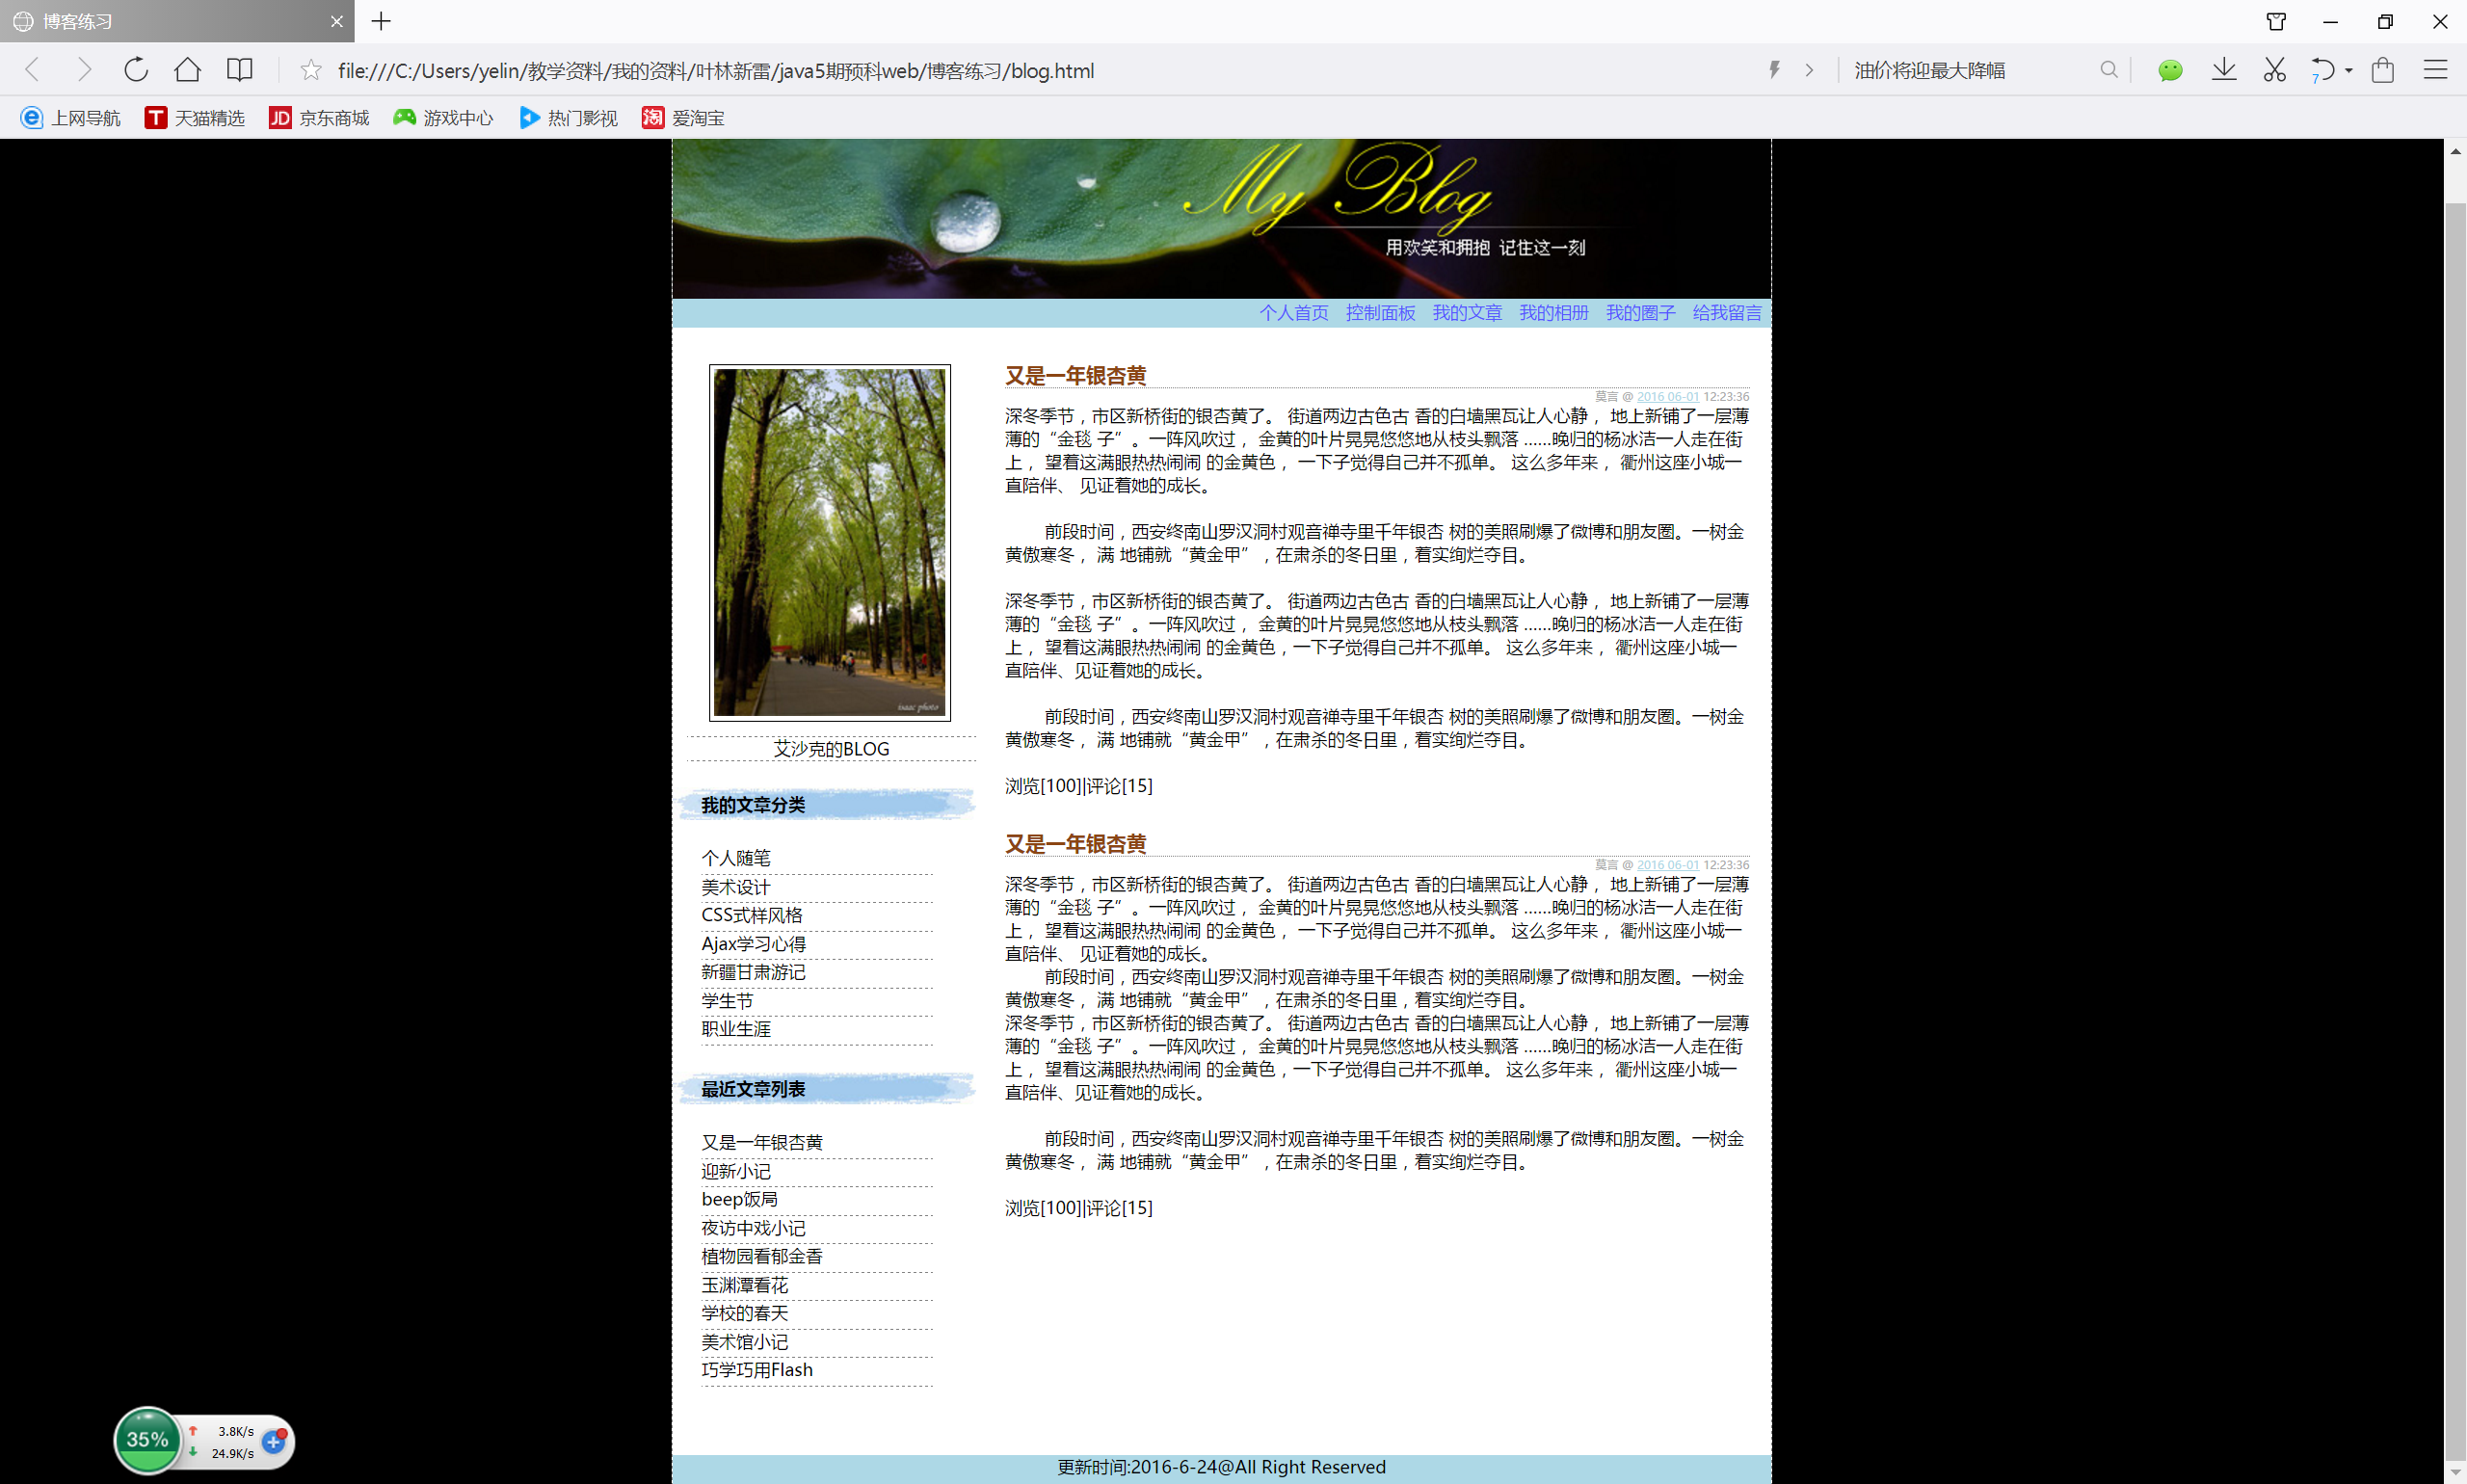 博客练习
file:///C:/Users/yelin/教学资料/我的资料/叶林新雷/java5期预科web/博客练习/blog.html
油价将迎最大降幅
7
上网导航 T 天猫精选 JD 京东商城 游戏中心 热门影视 淘 爱淘宝
My Blog
用欢笑和拥抱 记住这一刻
个人首页 控制面板 我的文章 我的相册 我的圈子 给我留言
isaac photo
艾沙克的BLOG
我的文章分类
个人随笔
美术设计
CSS式样风格
Ajax学习心得
新疆甘肃游记
学生节
职业生涯
最近文章列表
又是一年银杏黄
迎新小记
beep饭局
夜访中戏小记
植物园看郁金香
玉渊潭看花
学校的春天
美术馆小记
巧学巧用Flash
又是一年银杏黄
莫言 @ 2016 06-01 12:23:36
深冬季节，市区新桥街的银杏黄了。 街道两边古色古 香的白墙黑瓦让人心静， 地上新铺了一层薄
薄的“金毯 子”。一阵风吹过， 金黄的叶片晃晃悠悠地从枝头飘落 ......晚归的杨冰洁一人走在街
上， 望着这满眼热热闹闹 的金黄色， 一下子觉得自己并不孤单。 这么多年来， 衢州这座小城一
直陪伴、 见证着她的成长。
前段时间，西安终南山罗汉洞村观音禅寺里千年银杏 树的美照刷爆了微博和朋友圈。一树金
黄傲寒冬， 满 地铺就“黄金甲”，在肃杀的冬日里，着实绚烂夺目。
深冬季节，市区新桥街的银杏黄了。 街道两边古色古 香的白墙黑瓦让人心静， 地上新铺了一层薄
薄的“金毯 子”。一阵风吹过， 金黄的叶片晃晃悠悠地从枝头飘落 ......晚归的杨冰洁一人走在街
上， 望着这满眼热热闹闹 的金黄色，一下子觉得自己并不孤单。 这么多年来， 衢州这座小城一
直陪伴、见证着她的成长。
前段时间，西安终南山罗汉洞村观音禅寺里千年银杏 树的美照刷爆了微博和朋友圈。一树金
黄傲寒冬， 满 地铺就“黄金甲”，在肃杀的冬日里，着实绚烂夺目。
浏览[100]|评论[15]
又是一年银杏黄
莫言 @ 2016 06-01 12:23:36
深冬季节，市区新桥街的银杏黄了。 街道两边古色古 香的白墙黑瓦让人心静， 地上新铺了一层薄
薄的“金毯 子”。一阵风吹过， 金黄的叶片晃晃悠悠地从枝头飘落 ......晚归的杨冰洁一人走在街
上， 望着这满眼热热闹闹 的金黄色， 一下子觉得自己并不孤单。 这么多年来， 衢州这座小城一
直陪伴、 见证着她的成长。
前段时间，西安终南山罗汉洞村观音禅寺里千年银杏 树的美照刷爆了微博和朋友圈。一树金
黄傲寒冬， 满 地铺就“黄金甲”，在肃杀的冬日里，着实绚烂夺目。
深冬季节，市区新桥街的银杏黄了。 街道两边古色古 香的白墙黑瓦让人心静， 地上新铺了一层薄
薄的“金毯 子”。一阵风吹过， 金黄的叶片晃晃悠悠地从枝头飘落 ......晚归的杨冰洁一人走在街
上， 望着这满眼热热闹闹 的金黄色，一下子觉得自己并不孤单。 这么多年来， 衢州这座小城一
直陪伴、见证着她的成长。
前段时间，西安终南山罗汉洞村观音禅寺里千年银杏 树的美照刷爆了微博和朋友圈。一树金
黄傲寒冬， 满 地铺就“黄金甲”，在肃杀的冬日里，着实绚烂夺目。
浏览[100]|评论[15]
35%
3.8K/s
24.9K/s
更新时间:2016-6-24@All Right Reserved